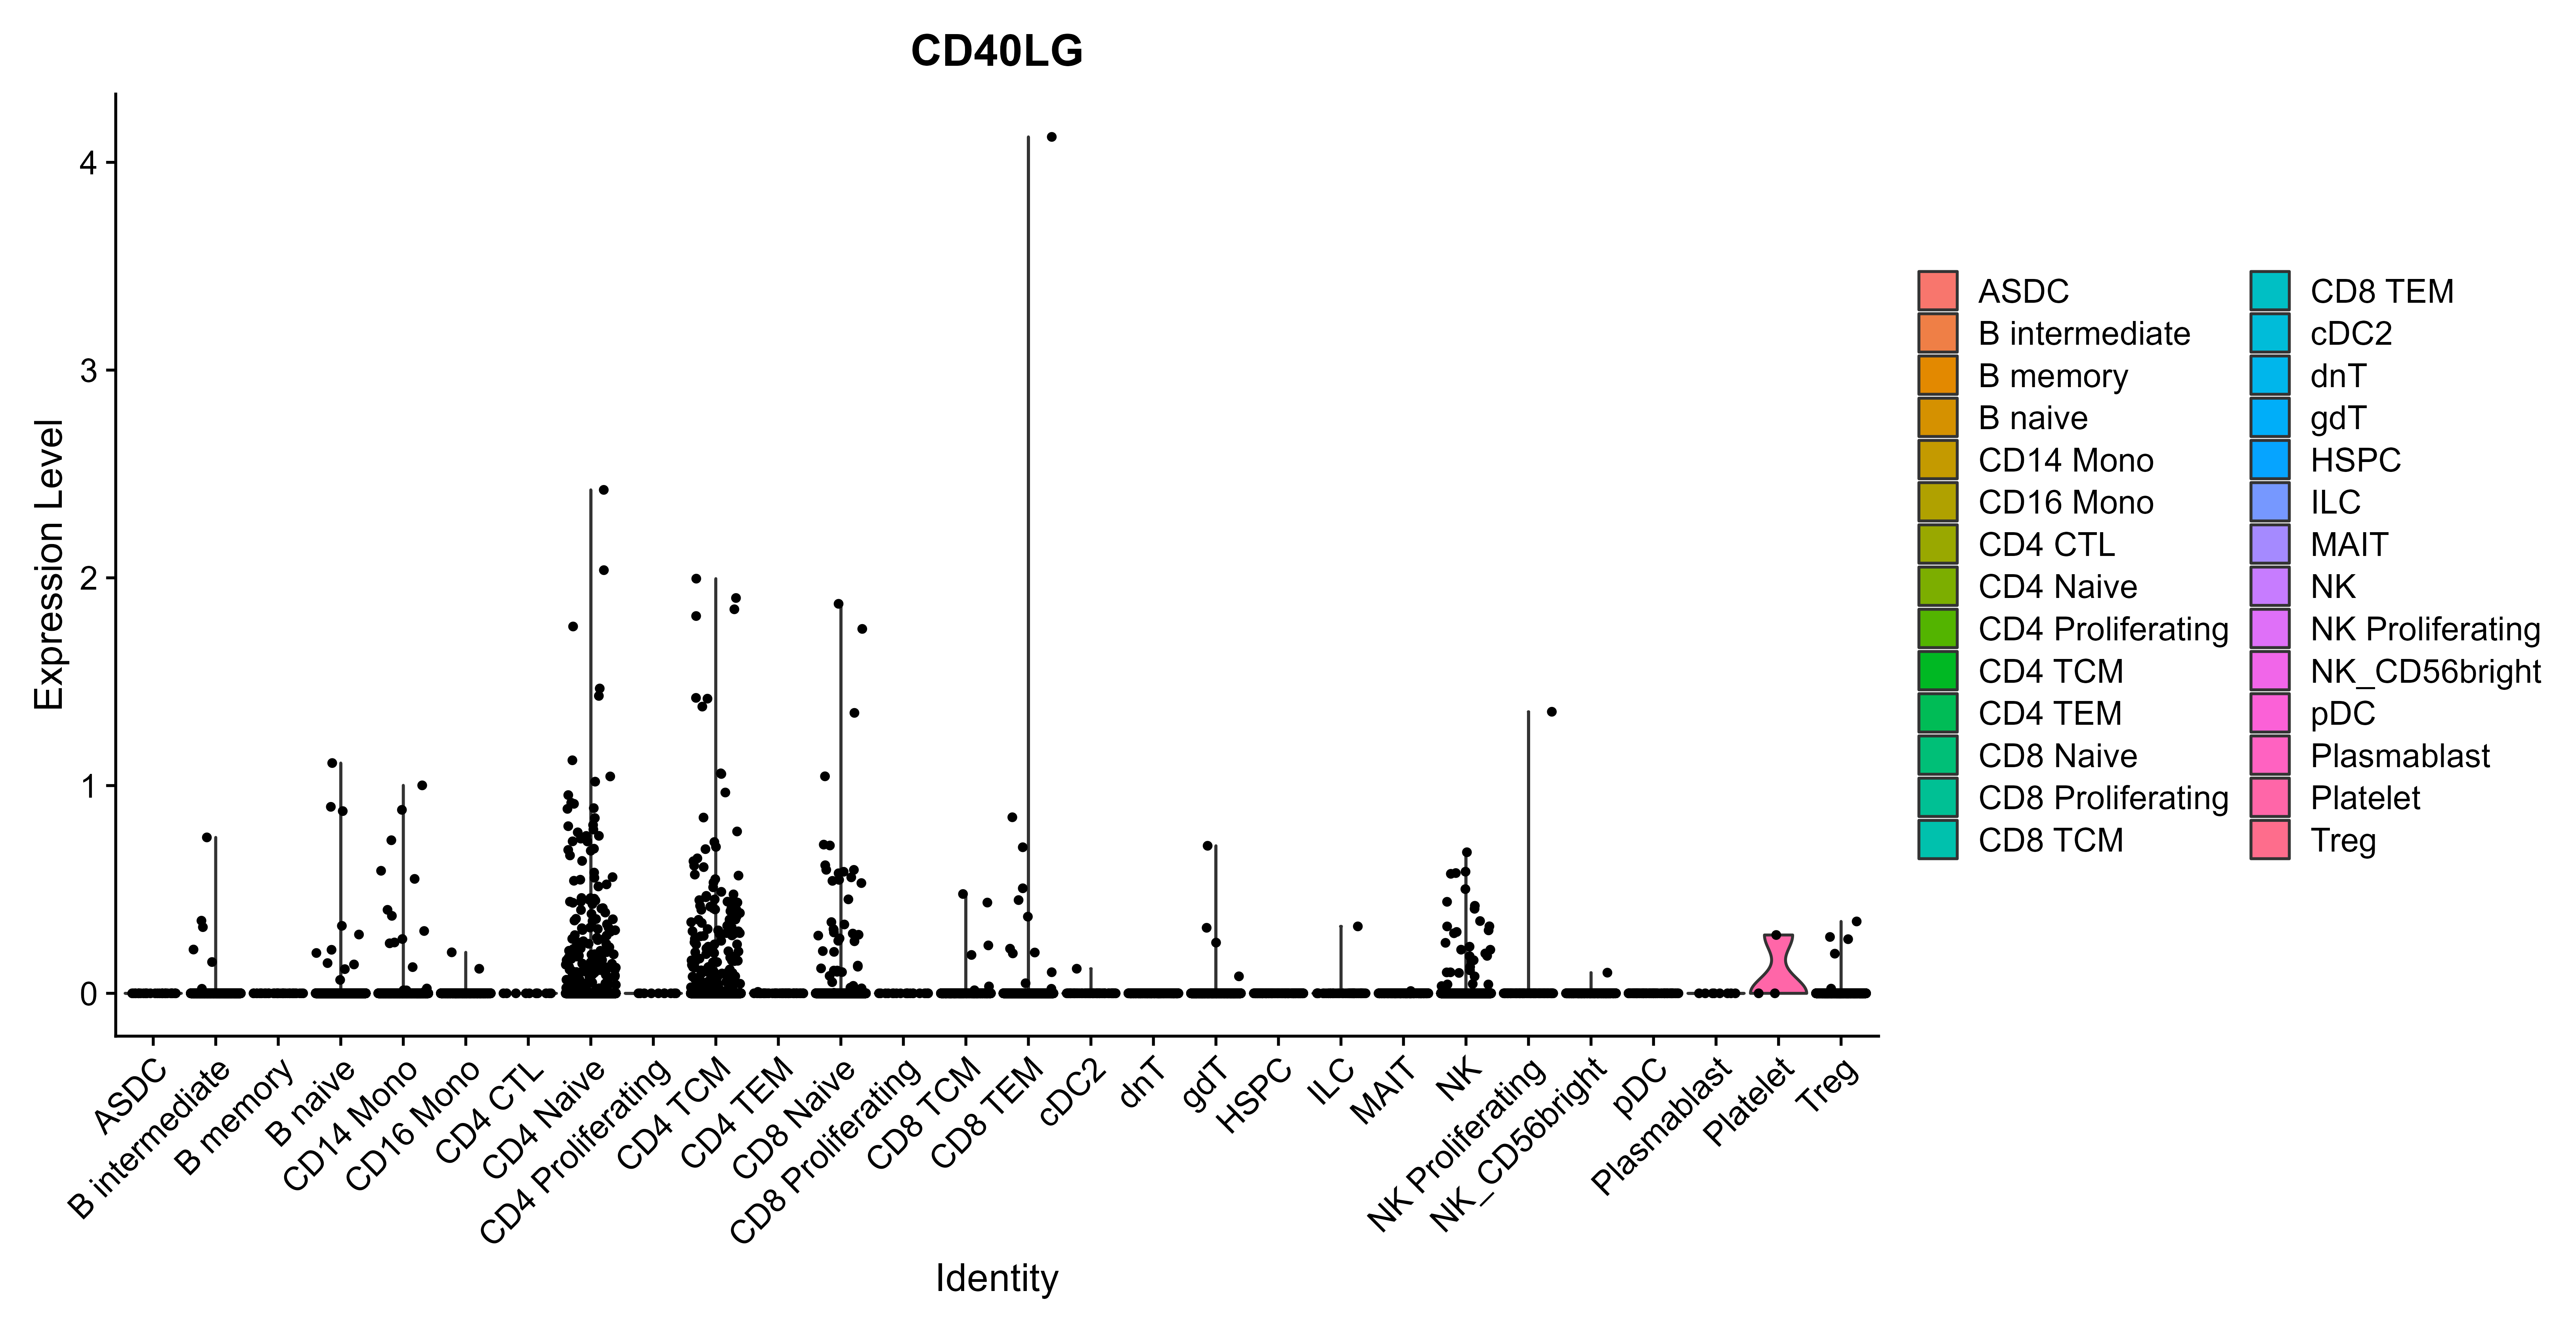 CD40LG
Expression Level
4
3
2
1
0
ASDC
B intermediate
B memory
B naive
CD14 Mono
CD16 Mono
CD4 CTL
CD4 Naive
CD4 Proliferating
CD4 TCM
CD4 TEM
CD8 Naive
CD8 Proliferating
CD8 TCM
CD8 TEM
cDC2
dnT
gdT
HSPC
ILC
MAIT
NK
NK Proliferating
NK_CD56bright
pDC
Plasmablast
Platelet
Treg
Identity
ASDC
B intermediate
B memory
B naive
CD14 Mono
CD16 Mono
CD4 CTL
CD4 Naive
CD4 Proliferating
CD4 TCM
CD4 TEM
CD8 Naive
CD8 Proliferating
CD8 TCM
CD8 TEM
cDC2
dnT
gdT
HSPC
ILC
MAIT
NK
NK Proliferating
NK_CD56bright
pDC
Plasmablast
Platelet
Treg